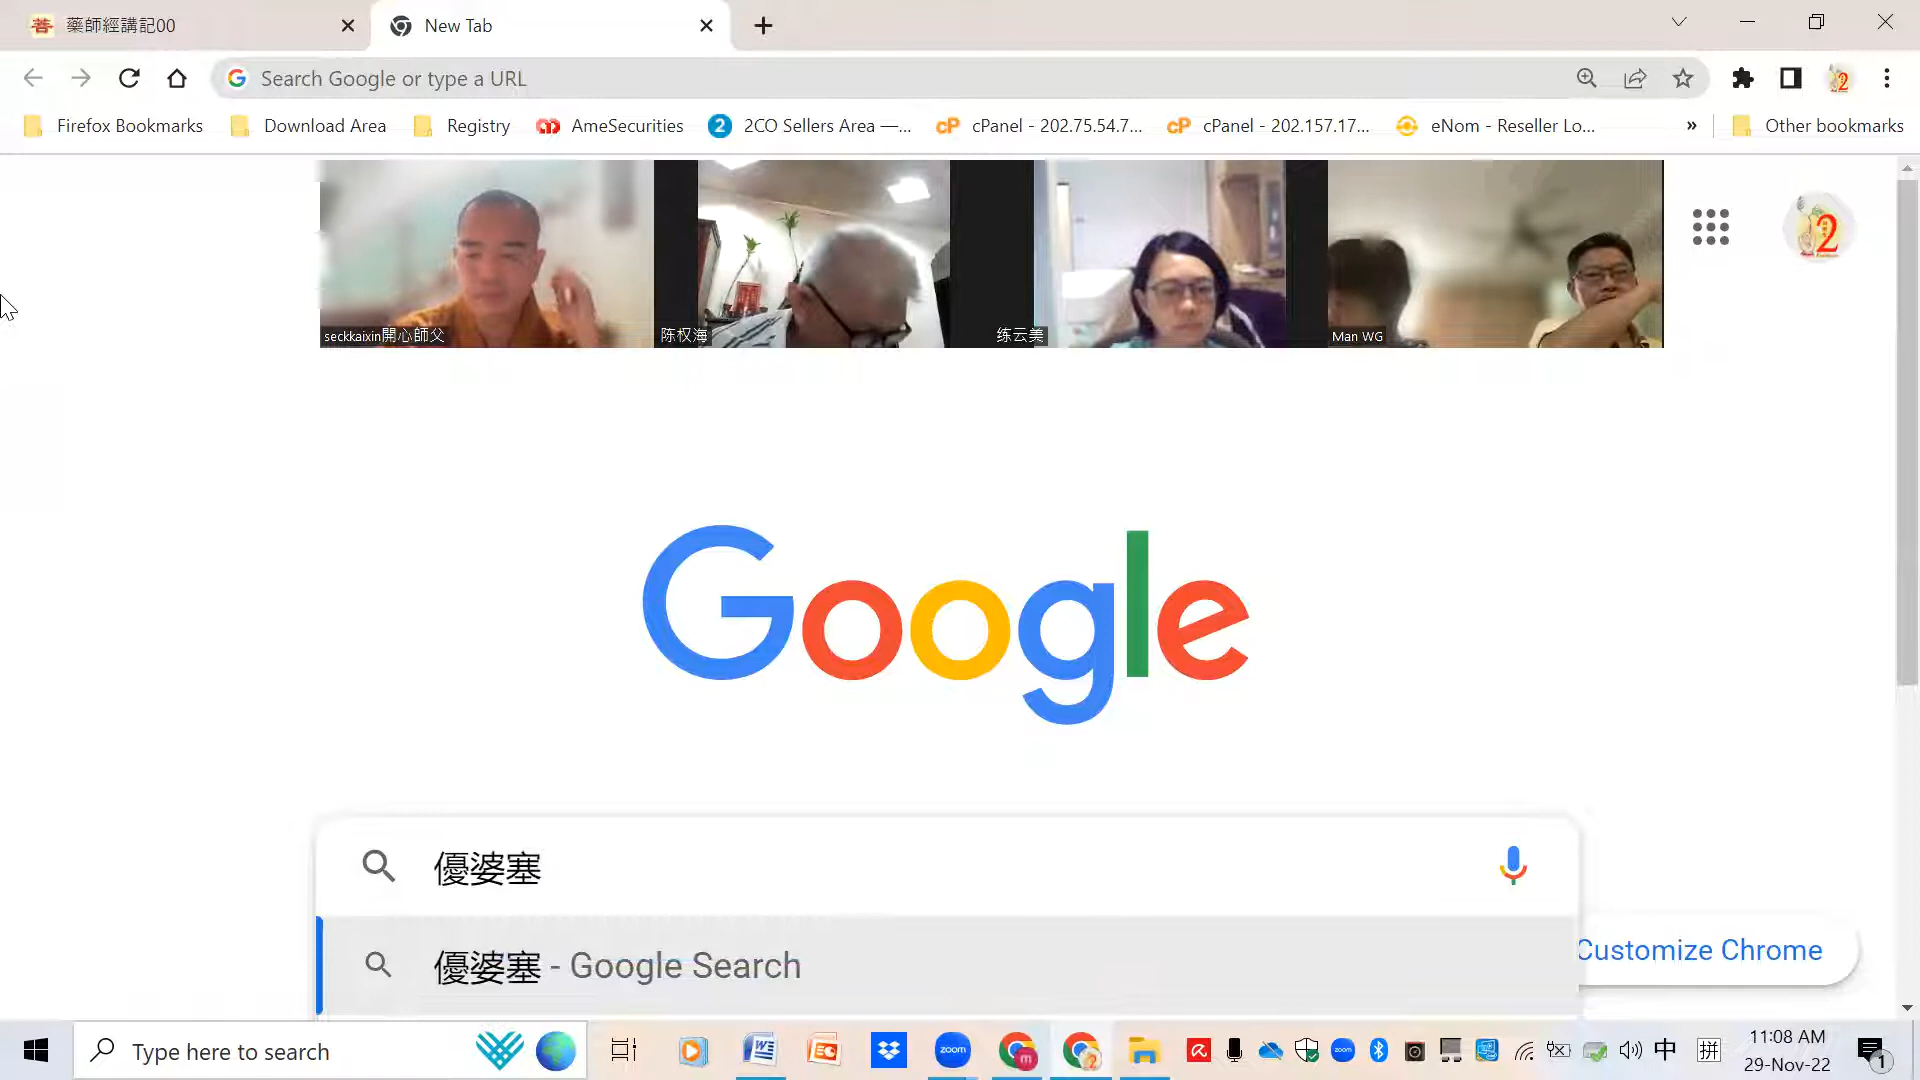 藥師經講記00
New Tab
Search Google or type a URL
Firefox Bookmarks
Download Area
Registry
AmeSecurities
2CO Sellers Area —...
cPanel - 202.75.54.7...
cPanel - 202.157.17...
eNom - Reseller Lo...
»
Other bookmarks
seckkaixin開心師父
陈权海
练云美
Man WG
Google
優婆塞
優婆塞 - Google Search
Customize Chrome
Type here to search
zoom
中
拼
11:08 AM
29-Nov-22
1